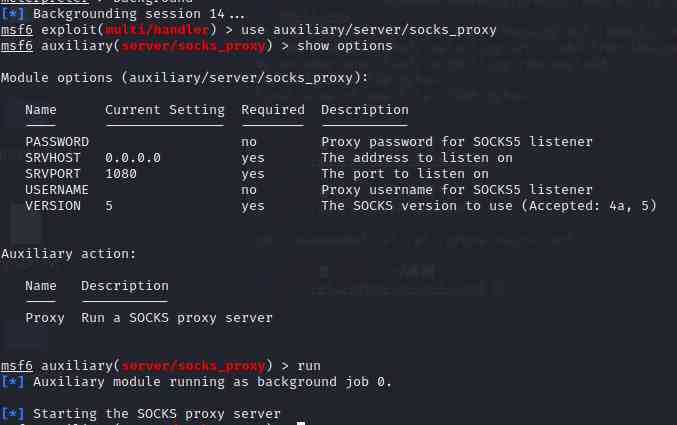 [*] Backgrounding session 14...
msf6 exploit(multi/handler) > use auxiliary/server/socks_proxy
msf6 auxiliary(server/socks_proxy) > show options
Module options (auxiliary/server/socks_proxy):
Name Current Setting Required Description
PASSWORD no Proxy password for SOCKS5 listener
SRVHOST 0.0.0.0 yes The address to listen on
SRVPORT 1080 yes The port to listen on
USERNAME no Proxy username for SOCKS5 listener
VERSION 5 yes The SOCKS version to use (Accepted: 4a, 5)
Auxiliary action:
Name Description
Proxy Run a SOCKS proxy server
msf6 auxiliary(server/socks_proxy) > run
[*] Auxiliary module running as background job 0.
[*] Starting the SOCKS proxy server